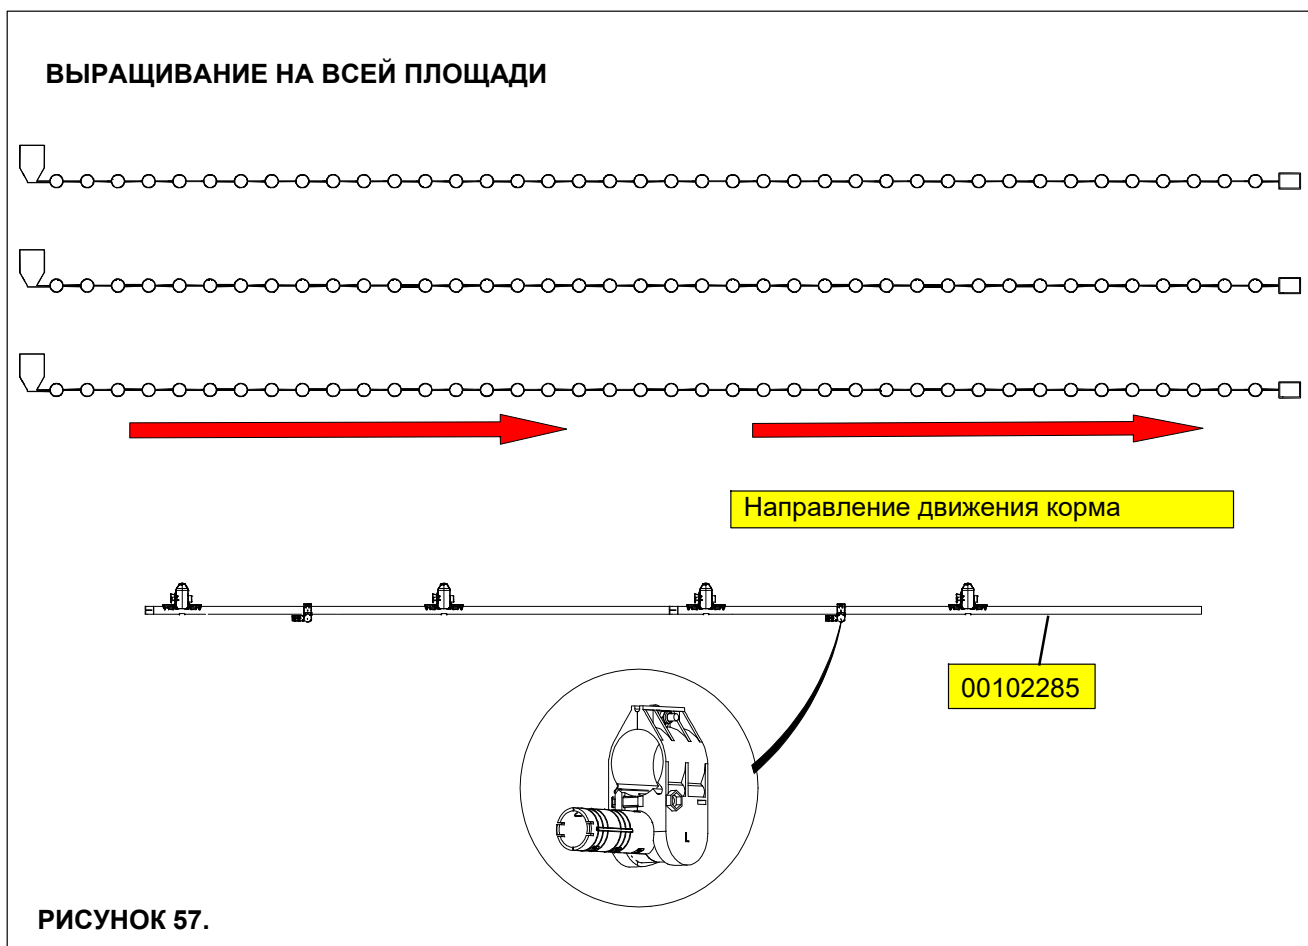 ВЫРАЩИВАНИЕ НА ВСЕЙ ПЛОЩАДИ
Направление движения корма
00102285
L
РИСУНОК 57.